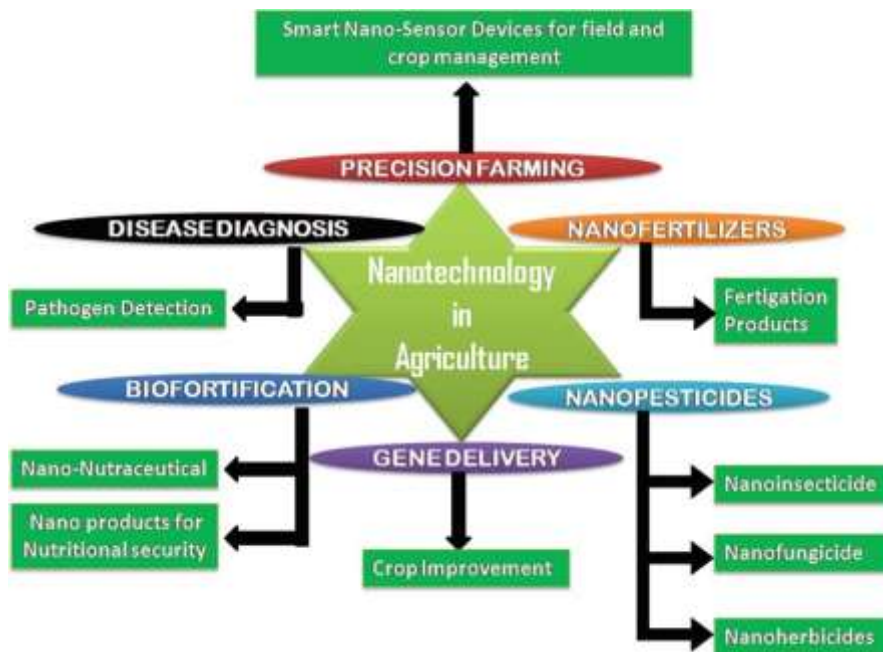 Smart Nano-Sensor Devices for field and
crop management
PRECISION FARMING
DISEASE DIAGNOSIS
NANOFERTILIZERS
Nanotechnology
in
Agriculture
Pathogen Detection
Fertigation
Products
BIOFORTIFICATION
NANOPESTICIDES
GENE DELIVERY
Nano-Nutraceutical
Nano products for
Nutritional security
Crop Improvement
Nanoinsecticide
Nanofungicide
Nanoherbicides